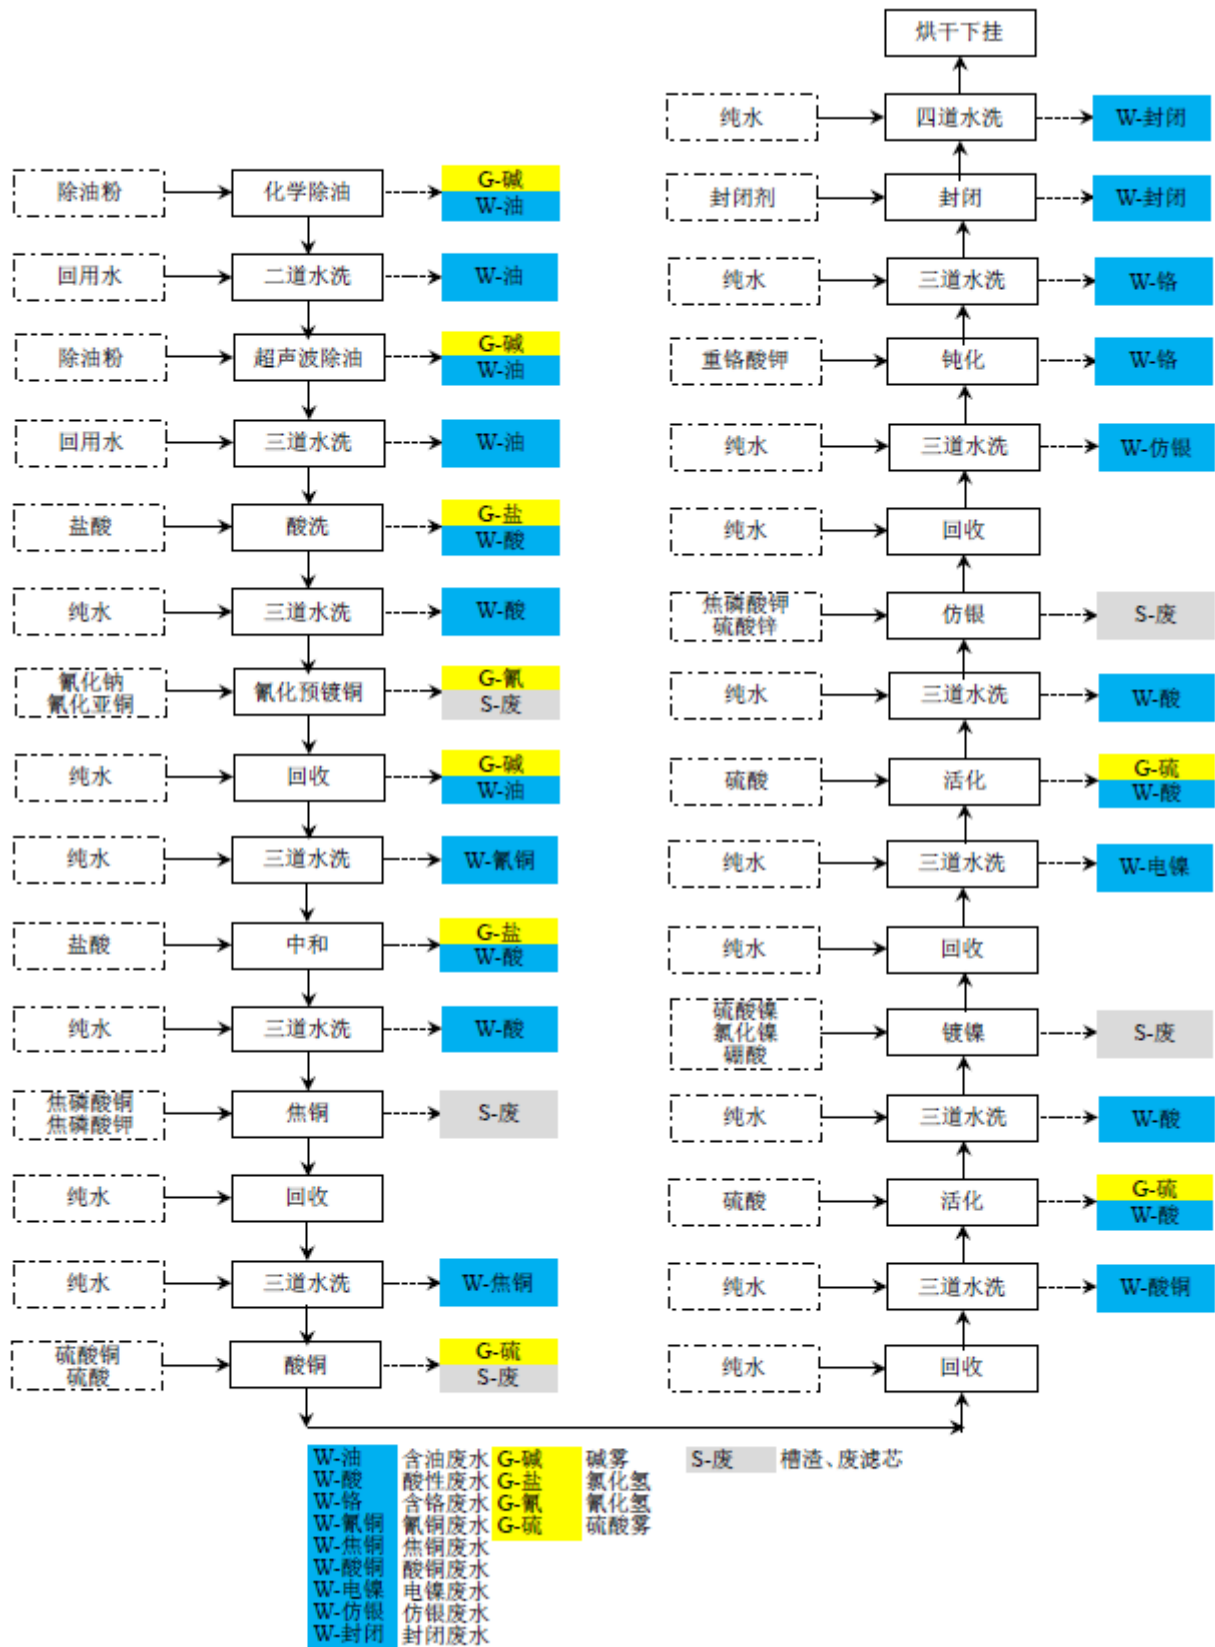 除油粉
化学除油
G-碱
W-油
回用水
二道水洗
W-油
除油粉
超声波除油
G-碱
W-油
回用水
三道水洗
W-油
盐酸
酸洗
G-盐
W-酸
纯水
三道水洗
W-酸
氰化钠
氰化亚铜
氰化预镀铜
G-氰
S-废
纯水
回收
G-碱
W-油
纯水
三道水洗
W-氰铜
盐酸
中和
G-盐
W-酸
纯水
三道水洗
W-酸
焦磷酸铜
焦磷酸钾
焦铜
S-废
纯水
回收
纯水
三道水洗
W-焦铜
硫酸铜
硫酸
酸铜
G-硫
S-废
烘干下挂
纯水
四道水洗
W-封闭
封闭剂
封闭
W-封闭
纯水
三道水洗
W-铬
重铬酸钾
钝化
W-铬
纯水
三道水洗
W-仿银
纯水
回收
焦磷酸钾
硫酸锌
仿银
S-废
纯水
三道水洗
W-酸
硫酸
活化
G-硫
W-酸
纯水
三道水洗
W-电镍
纯水
回收
硫酸镍
氯化镍
硼酸
镀镍
S-废
纯水
三道水洗
W-酸
硫酸
活化
G-硫
W-酸
纯水
三道水洗
W-酸铜
纯水
回收
W-油 含油废水 G-碱 碱雾 S-废 槽渣、废滤芯
W-酸 酸性废水 G-盐 氯化氢
W-铬 含铬废水 G-氰 氰化氢
W-氰铜 氰铜废水 G-硫 硫酸雾
W-焦铜 焦铜废水
W-酸铜 酸铜废水
W-电镍 电镍废水
W-仿银 仿银废水
W-封闭 封闭废水